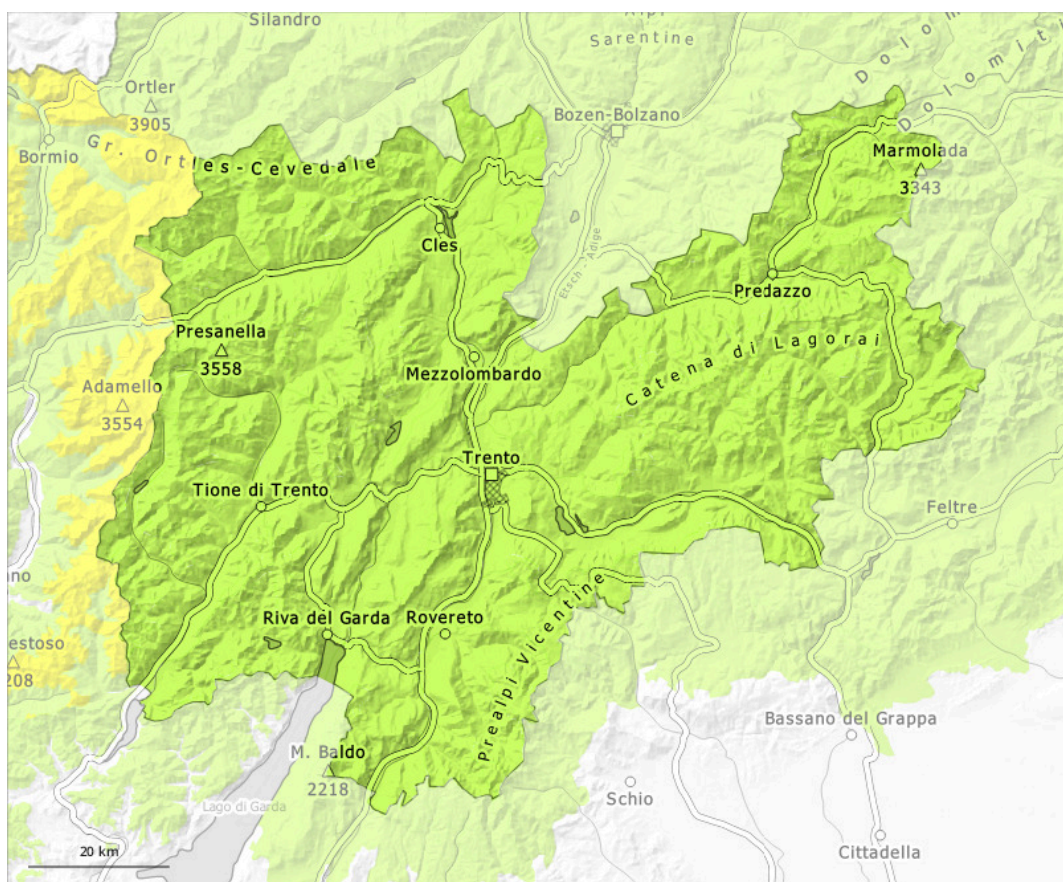 Silandro
Sarentine
Ortler
3905
Bozen-Bolzano
Bormio
Gr. Ortles-Cevedale
Marmolada
3343
Cles
Etsch - Adige
Predazzo
Presanella
3558
Catena di Lagorai
Mezzolombardo
Adamello
3554
Trento
Tione di Trento
Feltre
Riva del Garda
Rovereto
Prealpi Vicentine
Bassano del Grappa
M. Baldo
2218
Lago di Garda
Schio
20 km
Cittadella